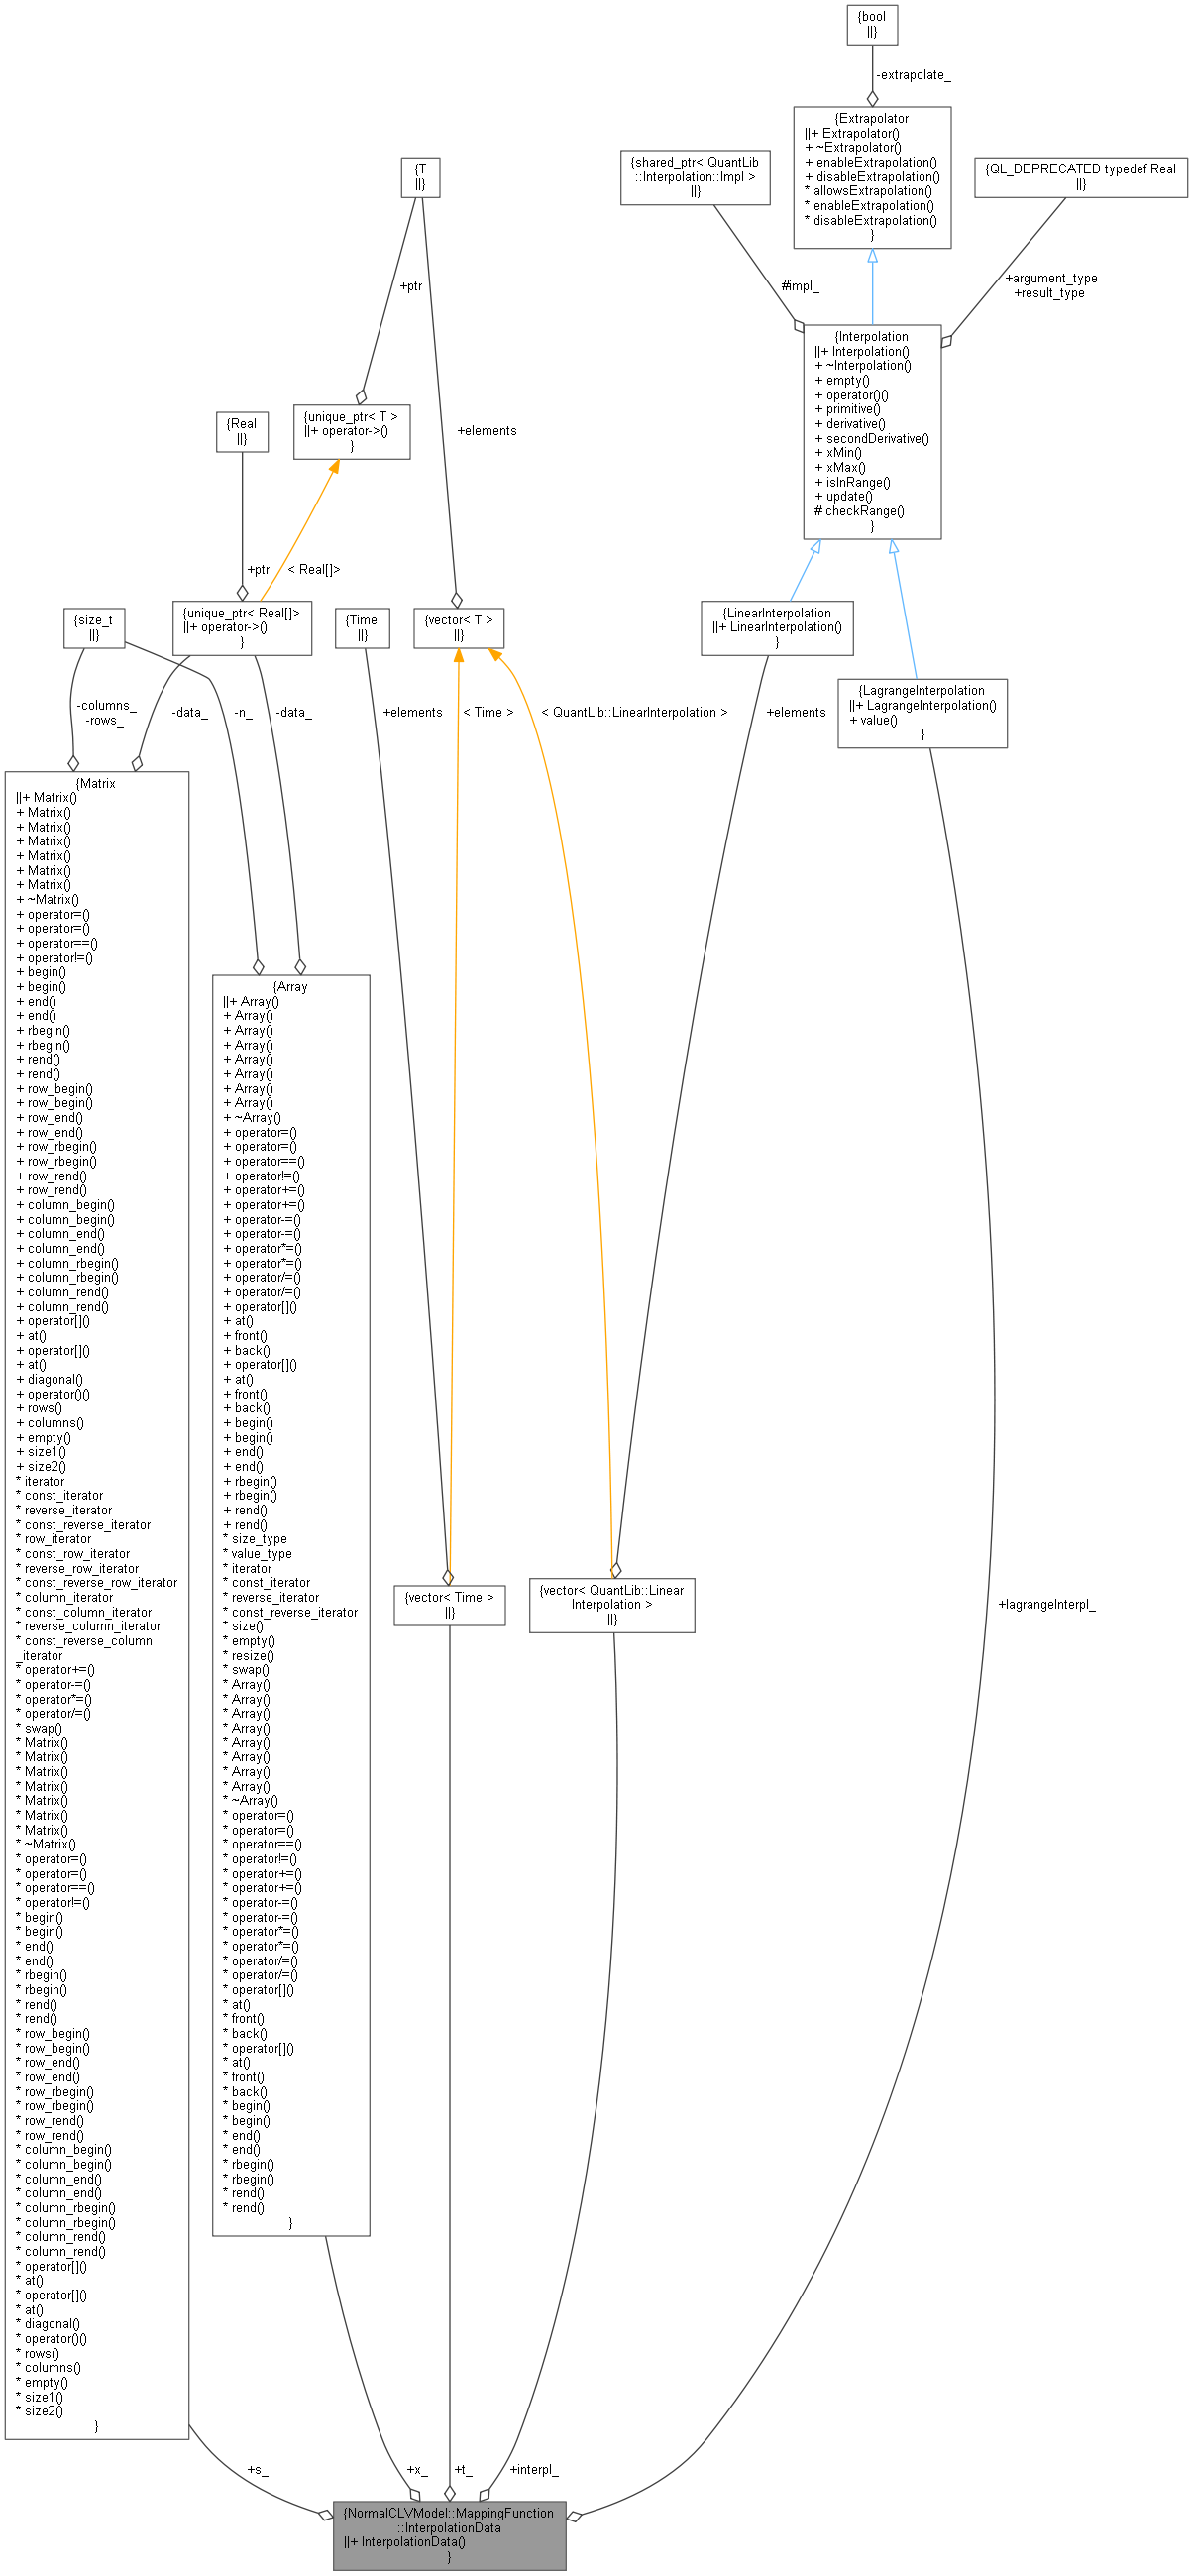 {bool
||}
-extrapolate_
{Extrapolator
||+ Extrapolator()
+ ~Extrapolator()
+ enableExtrapolation()
+ disableExtrapolation()
* allowsExtrapolation()
* enableExtrapolation()
* disableExtrapolation()
}
{T
||}
{shared_ptr< QuantLib
::Interpolation::Impl >
||}
{QL_DEPRECATED typedef Real
||}
+ptr
#impl_
+argument_type
+result_type
{Interpolation
||+ Interpolation()
+ ~Interpolation()
+ empty()
+ operator()()
+ primitive()
+ derivative()
+ secondDerivative()
+ xMin()
+ xMax()
+ isInRange()
+ update()
# checkRange()
}
{Real
||}
{unique_ptr< T >
||+ operator->()
}
+elements
+ptr
< Real[]>
{size_t
||}
{unique_ptr< Real[]>
||+ operator->()
}
{Time
||}
{vector< T >
||}
{LinearInterpolation
||+ LinearInterpolation()
}
{LagrangeInterpolation
||+ LagrangeInterpolation()
+ value()
}
-columns_
-rows_
-data_
-n_
-data_
+elements
< Time >
< QuantLib::LinearInterpolation >
+elements
{Matrix
||+ Matrix()
+ Matrix()
+ Matrix()
+ Matrix()
+ Matrix()
+ Matrix()
+ Matrix()
+ ~Matrix()
+ operator=()
+ operator=()
+ operator==()
+ operator!=()
+ begin()
+ begin()
+ end()
+ end()
+ rbegin()
+ rbegin()
+ rend()
+ rend()
+ row_begin()
+ row_begin()
+ row_end()
+ row_end()
+ row_rbegin()
+ row_rbegin()
+ row_rend()
+ row_rend()
+ column_begin()
+ column_begin()
+ column_end()
+ column_end()
+ column_rbegin()
+ column_rbegin()
+ column_rend()
+ column_rend()
+ operator[]()
+ at()
+ operator[]()
+ at()
+ diagonal()
+ operator()()
+ rows()
+ columns()
+ empty()
+ size1()
+ size2()
* iterator
* const_iterator
* reverse_iterator
* const_reverse_iterator
* row_iterator
* const_row_iterator
* reverse_row_iterator
* const_reverse_row_iterator
* column_iterator
* const_column_iterator
* reverse_column_iterator
* const_reverse_column
_iterator
* operator+=()
* operator-=()
* operator*=()
* operator/=()
* swap()
* Matrix()
* Matrix()
* Matrix()
* Matrix()
* Matrix()
* Matrix()
* Matrix()
* ~Matrix()
* operator=()
* operator=()
* operator==()
* operator!=()
* begin()
* begin()
* end()
* end()
* rbegin()
* rbegin()
* rend()
* rend()
* row_begin()
* row_begin()
* row_end()
* row_end()
* row_rbegin()
* row_rbegin()
* row_rend()
* row_rend()
* column_begin()
* column_begin()
* column_end()
* column_end()
* column_rbegin()
* column_rbegin()
* column_rend()
* column_rend()
* operator[]()
* at()
* operator[]()
* at()
* diagonal()
* operator()()
* rows()
* columns()
* empty()
* size1()
* size2()
}
{Array
||+ Array()
+ Array()
+ Array()
+ Array()
+ Array()
+ Array()
+ Array()
+ Array()
+ ~Array()
+ operator=()
+ operator=()
+ operator==()
+ operator!=()
+ operator+=()
+ operator+=()
+ operator-=()
+ operator-=()
+ operator*=()
+ operator*=()
+ operator/=()
+ operator/=()
+ operator[]()
+ at()
+ front()
+ back()
+ operator[]()
+ at()
+ front()
+ back()
+ begin()
+ begin()
+ end()
+ end()
+ rbegin()
+ rbegin()
+ rend()
+ rend()
* size_type
* value_type
* iterator
* const_iterator
* reverse_iterator
* const_reverse_iterator
* size()
* empty()
* resize()
* swap()
* Array()
* Array()
* Array()
* Array()
* Array()
* Array()
* Array()
* Array()
* ~Array()
* operator=()
* operator=()
* operator==()
* operator!=()
* operator+=()
* operator+=()
* operator-=()
* operator-=()
* operator*=()
* operator*=()
* operator/=()
* operator/=()
* operator[]()
* at()
* front()
* back()
* operator[]()
* at()
* front()
* back()
* begin()
* begin()
* end()
* end()
* rbegin()
* rbegin()
* rend()
* rend()
}
{vector< Time >
||}
{vector< QuantLib::Linear
Interpolation >
||}
+lagrangeInterpl_
+s_
+x_
+t_
+interpl_
{NormalCLVModel::MappingFunction
::InterpolationData
||+ InterpolationData()
}